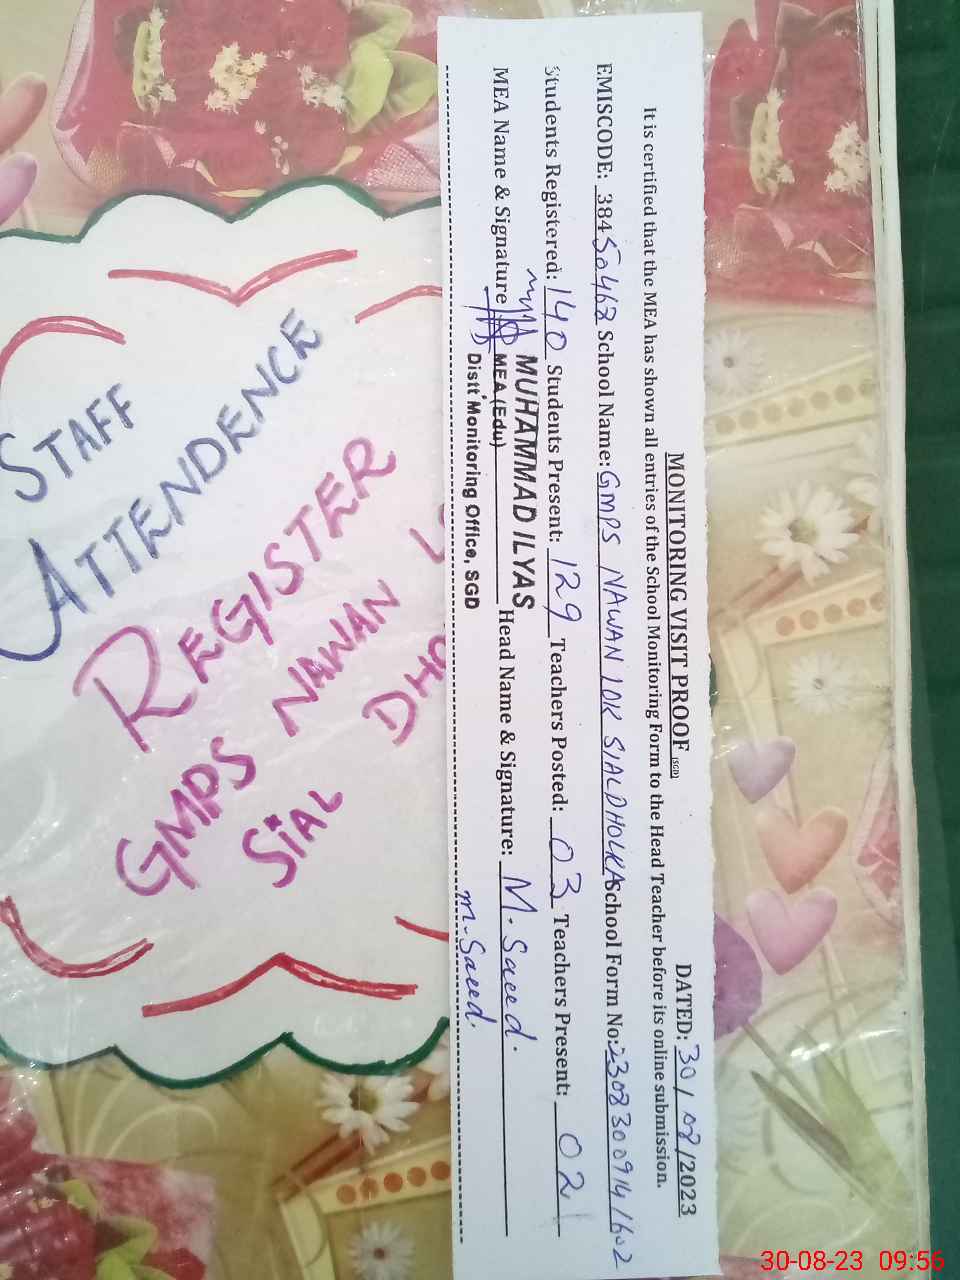 MONITORING VISIT PROOF (SGD) DATED: 30/08/2023
It is certified that the MEA has shown all entries of the School Monitoring Form to the Head Teacher before its online submission.
EMISCODE: 38450462 School Name: GMPS NAWAN LOK SIAL DHOLKA School Form No: 23083009141602
Students Registered: 140 Students Present: 129 Teachers Posted: 03 Teachers Present: 02
MEA Name & Signature Head Name & Signature: M. Saeed.
m. Saeed.
MUHAMMAD ILYAS
MEA (Edu)
Distt' Monitoring Office, SGD
STAFF
ATTENDENCE
REGISTER
GMPS NAWAN
SIAL
30-08-23 09:56